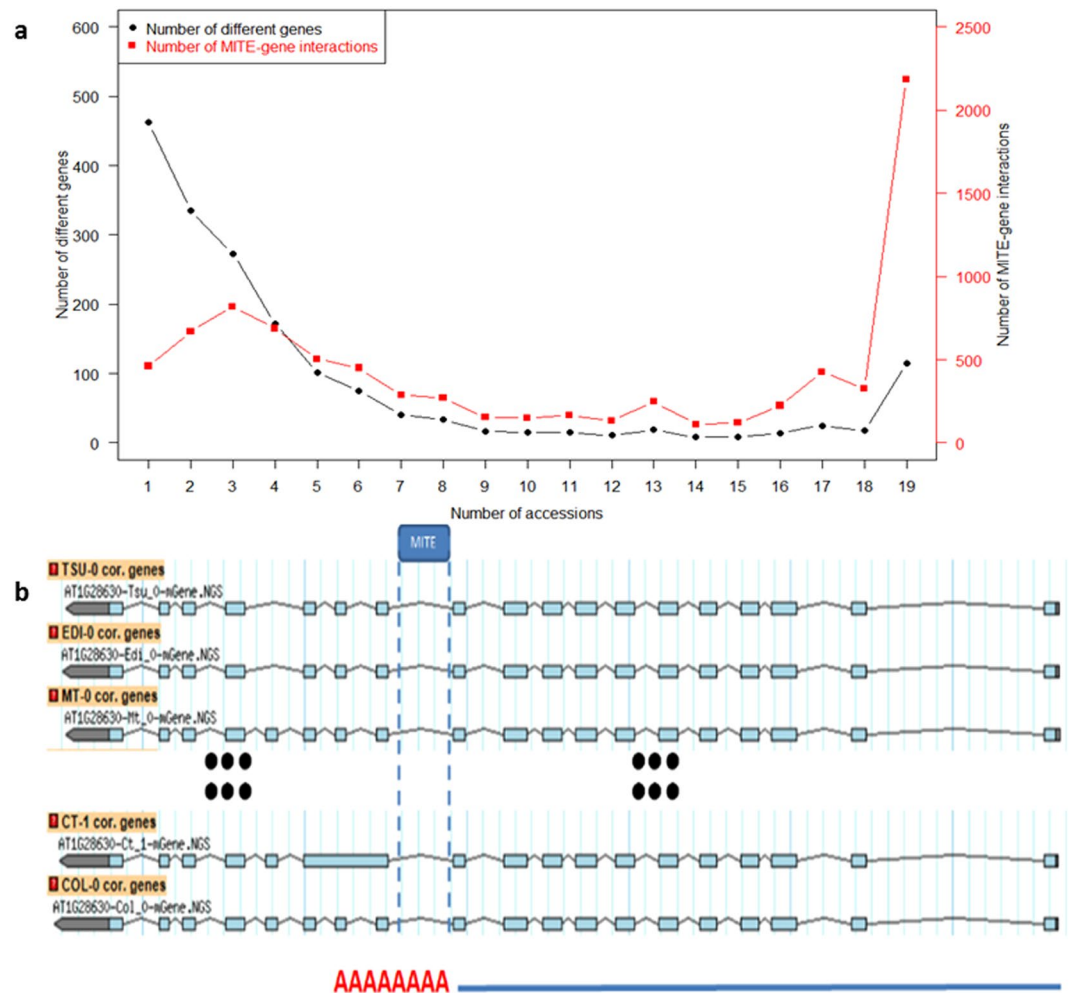 a
Number of different genes
Number of MITE-gene interactions
600
500
400
300
200
100
0
Number of different genes
2500
2000
1500
1000
500
0
Number of MITE-gene interactions
1 2 3 4 5 6 7 8 9 10 11 12 13 14 15 16 17 18 19
Number of accessions
MITE
b
TSU-0 cor. genes
AT1G28630-Tsu_0-mGene.NGS
EDI-0 cor. genes
AT1G28630-Edi_0-mGene.NGS
MT-0 cor. genes
AT1G28630-Mt_0-mGene.NGS
CT-1 cor. genes
AT1G28630-Ct_1-mGene.NGS
COL-0 cor. genes
AT1G28630-Col_0-mGene.NGS
AAAAAAAA